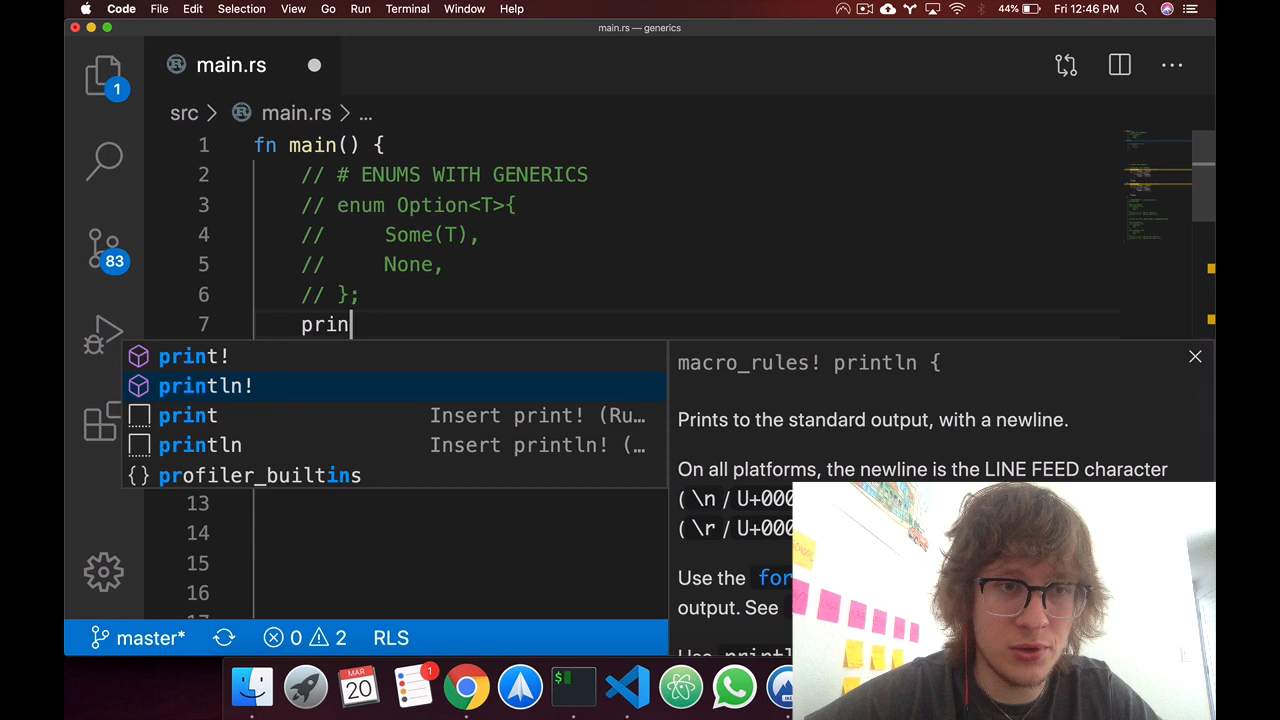 Code File Edit Selection View Go Run Terminal Window Help 44% Fri 12:46 PM
main.rs — generics
main.rs
1
src > main.rs > ...
1 fn main() {
2 // # ENUMS WITH GENERICS
3 // enum Option<T>{
4 // Some(T),
83
5 // None,
6 // };
7 prin
print!
println!
print Insert print! (Ru…
println Insert println! (…
profiler_builtins
macro_rules! println {
Prints to the standard output, with a newline.
On all platforms, the newline is the LINE FEED character
(\n / U+000
(\r / U+000
Use the for
output. See
13
14
15
16
master* 0 2 RLS
MAR
20
1
$